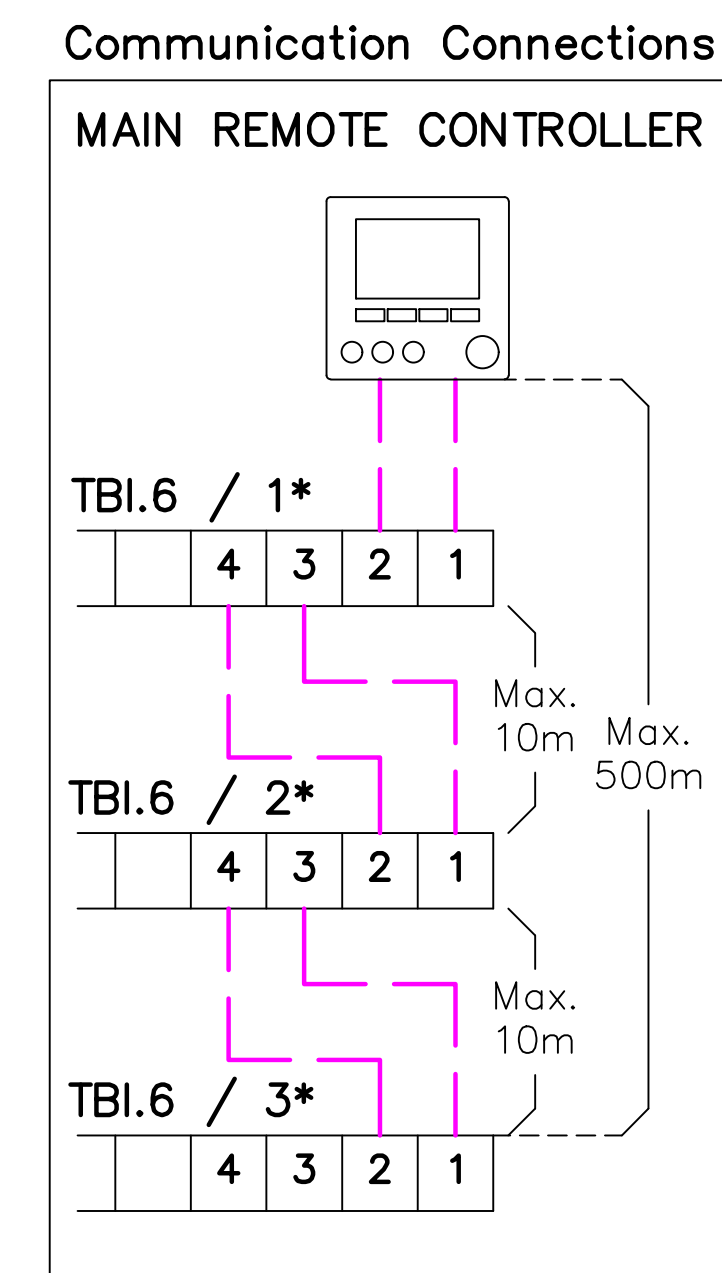 Communication Connections
MAIN REMOTE CONTROLLER
TBI.6 / 1*
4 3 2 1
Max.
10m
Max.
500m
TBI.6 / 2*
4 3 2 1
Max.
10m
TBI.6 / 3*
4 3 2 1